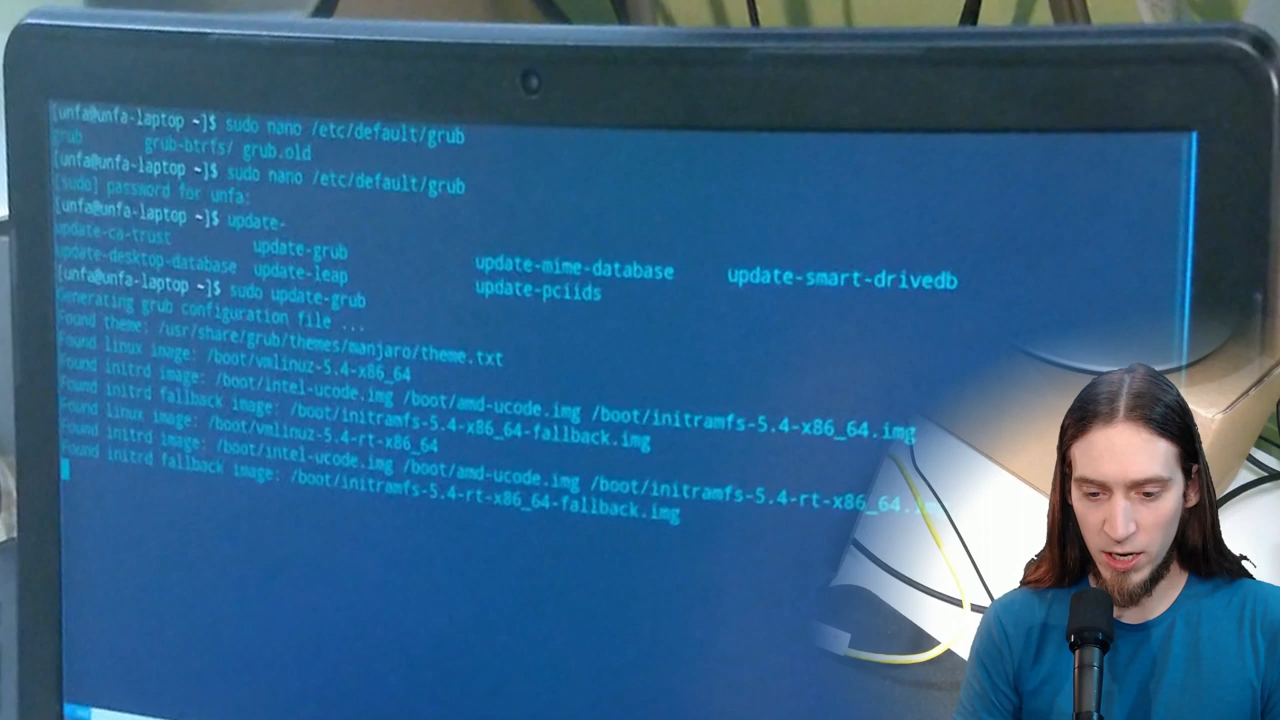 [unfa@unfa-laptop ~]$ sudo nano /etc/default/grub
grub grub-btrfs/ grub.old
[unfa@unfa-laptop ~]$ sudo nano /etc/default/grub
[sudo] password for unfa:
[unfa@unfa-laptop ~]$ update-
update-ca-trust update-grub update-mime-database update-smart-drivedb
update-desktop-database update-leap update-pciids
[unfa@unfa-laptop ~]$ sudo update-grub
Generating grub configuration file ...
Found theme: /usr/share/grub/themes/manjaro/theme.txt
Found linux image: /boot/vmlinuz-5.4-x86_64
Found initrd image: /boot/intel-ucode.img /boot/amd-ucode.img /boot/initramfs-5.4-x86_64.img
Found initrd fallback image: /boot/initramfs-5.4-x86_64-fallback.img
Found linux image: /boot/vmlinuz-5.4-rt-x86_64
Found initrd image: /boot/intel-ucode.img /boot/amd-ucode.img /boot/initramfs-5.4-rt-x86_64.img
Found initrd fallback image: /boot/initramfs-5.4-rt-x86_64-fallback.img